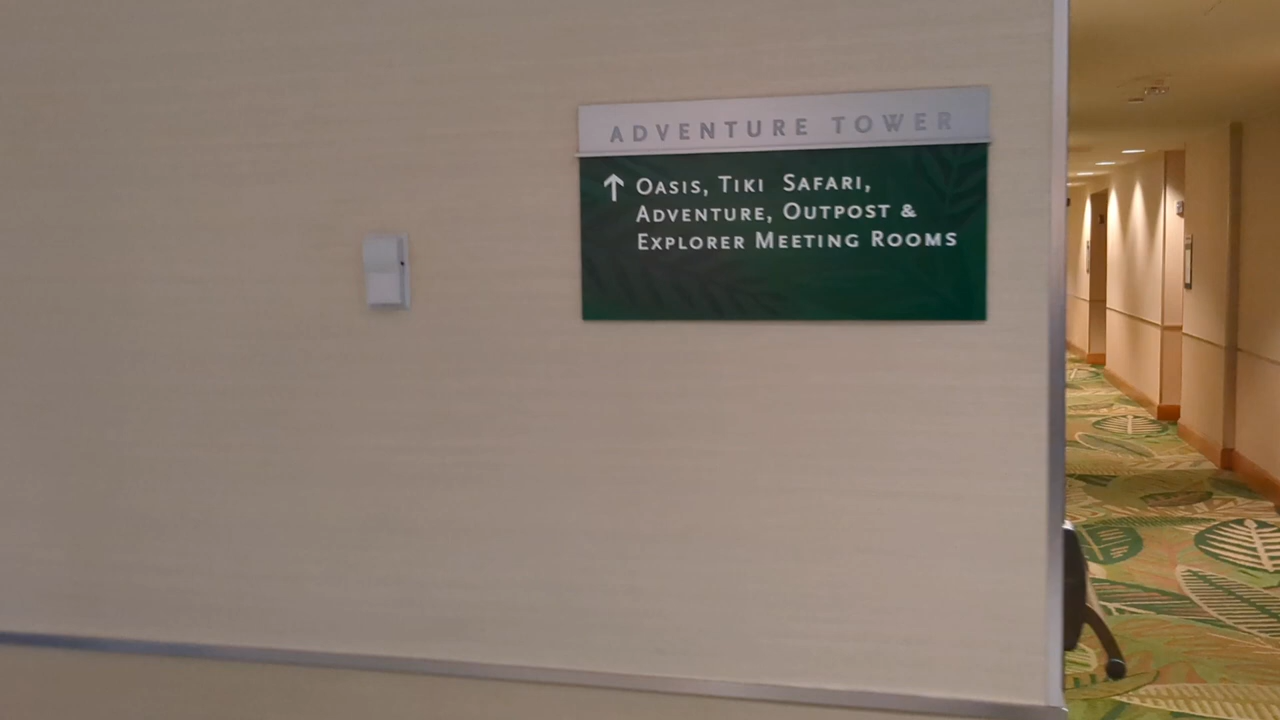 ADVENTURE TOWER
↑ OASIS, TIKI SAFARI,
ADVENTURE, OUTPOST &
EXPLORER MEETING ROOMS